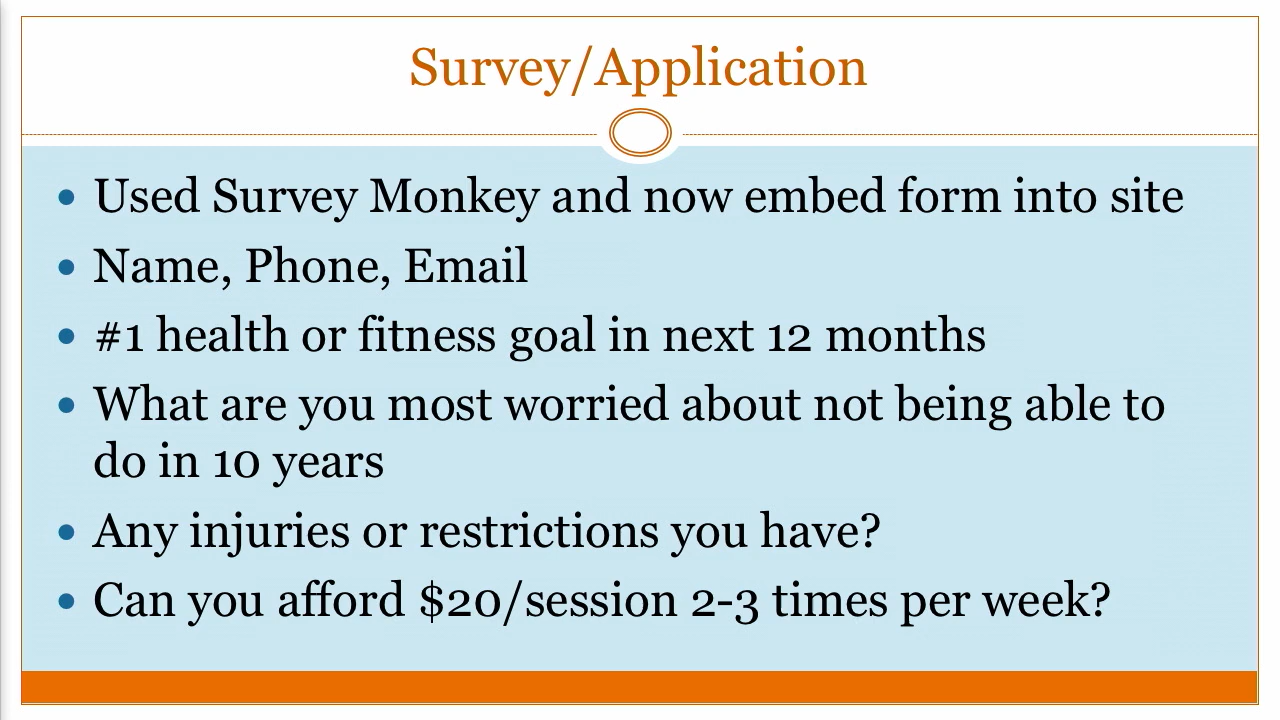 Survey/Application
• Used Survey Monkey and now embed form into site
• Name, Phone, Email
• #1 health or fitness goal in next 12 months
• What are you most worried about not being able to
do in 10 years
• Any injuries or restrictions you have?
• Can you afford $20/session 2-3 times per week?